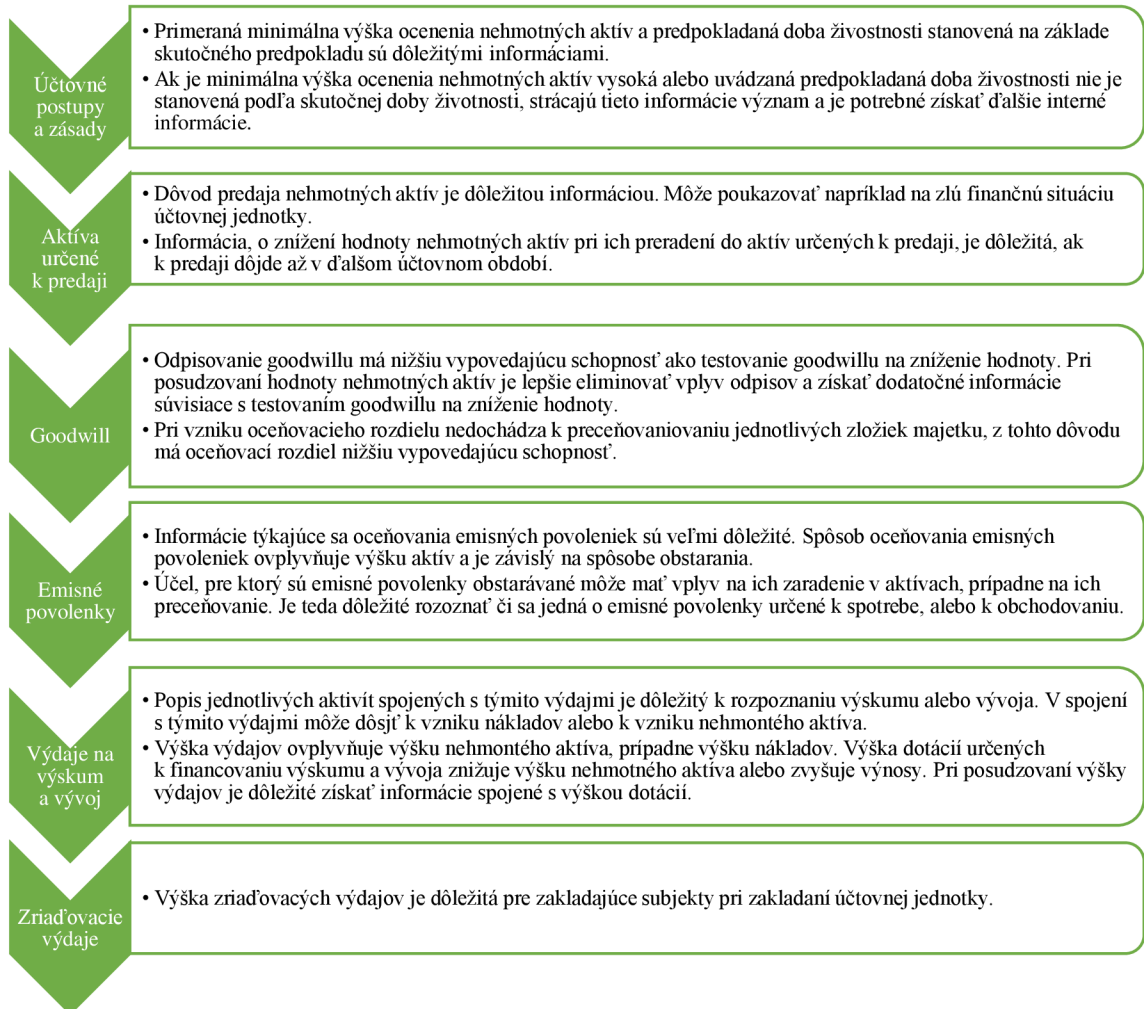 Účtovné
postupy
a zásady
• Primeraná minimálna výška ocenenia nehmotných aktív a predpokladaná doba živostnosti stanovená na základe
skutočného predpokladu sú dôležitými informáciami.
• Ak je minimálna výška ocenenia nehmotných aktív vysoká alebo uvádzaná predpokladaná doba živostnosti nie je
stanovená podľa skutočnej doby životnosti, strácajú tieto informácie význam a je potrebné získať ďalšie interné
informácie.
Aktíva
určené
k predaji
• Dôvod predaja nehmotných aktív je dôležitou informáciou. Môže poukazovať napríklad na zlú finančnú situáciu
účtovnej jednotky.
• Informácia, o znížení hodnoty nehmotných aktív pri ich preradení do aktív určených k predaji, je dôležitá, ak
k predaji dôjde až v ďalšom účtovnom období.
Goodwill
• Odpisovanie goodwillu má nižšiu vypovedajúcu schopnosť ako testovanie goodwillu na zníženie hodnoty. Pri
posudzovaní hodnoty nehmotných aktív je lepšie eliminovať vplyv odpisov a získať dodatočné informácie
súvisiace s testovaním goodwillu na zníženie hodnoty.
• Pri vzniku oceňovacieho rozdielu nedochádza k preceňovaniovaniu jednotlivých zložiek majetku, z tohto dôvodu
má oceňovací rozdiel nižšiu vypovedajúcu schopnosť.
Emisné
povolenky
• Informácie týkajúce sa oceňovania emisných povoleniek sú veľmi dôležité. Spôsob oceňovania emisných
povoleniek ovplyvňuje výšku aktív a je závislý na spôsobe obstarania.
• Účel, pre ktorý sú emisné povolenky obstarávané môže mať vplyv na ich zaradenie v aktívach, prípadne na ich
preceňovanie. Je teda dôležité rozoznať či sa jedná o emisné povolenky určené k spotrebe, alebo k obchodovaniu.
Výdaje na
výskum
a vývoj
• Popis jednotlivých aktivít spojených s týmito výdajmi je dôležitý k rozpoznaniu výskumu alebo vývoja. V spojení
s týmito výdajmi môže dôsjť k vzniku nákladov alebo k vzniku nehmontého aktíva.
• Výška výdajov ovplyvňuje výšku nehmontého aktíva, prípadne výšku nákladov. Výška dotácií určených
k financovaniu výskumu a vývoja znižuje výšku nehmotného aktíva alebo zvyšuje výnosy. Pri posudzovaní výšky
výdajov je dôležité získať informácie spojené s výškou dotácií.
Zriaďovacie
výdaje
• Výška zriaďovacých výdajov je dôležitá pre zakladajúce subjekty pri zakladaní účtovnej jednotky.